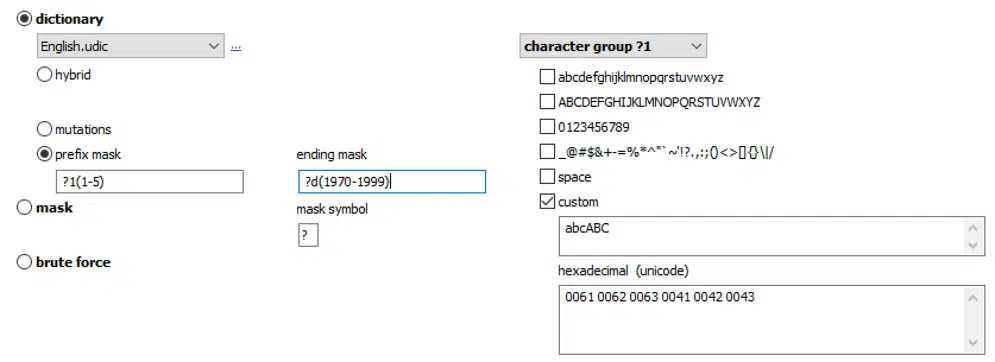 dictionary
English.udic
...
hybrid
mutations
prefix mask
ending mask
?1(1-5)
?d(1970-1999)
mask
mask symbol
?
brute force
character group ?1
abcdefghijklmnopqrstuvwxyz
ABCDEFGHIJKLMNOPQRSTUVWXYZ
0123456789
_@#$&+-=%*^"`~'!?.,:;()<>[]{}\|/
space
custom
abcABC
hexadecimal (unicode)
0061 0062 0063 0041 0042 0043